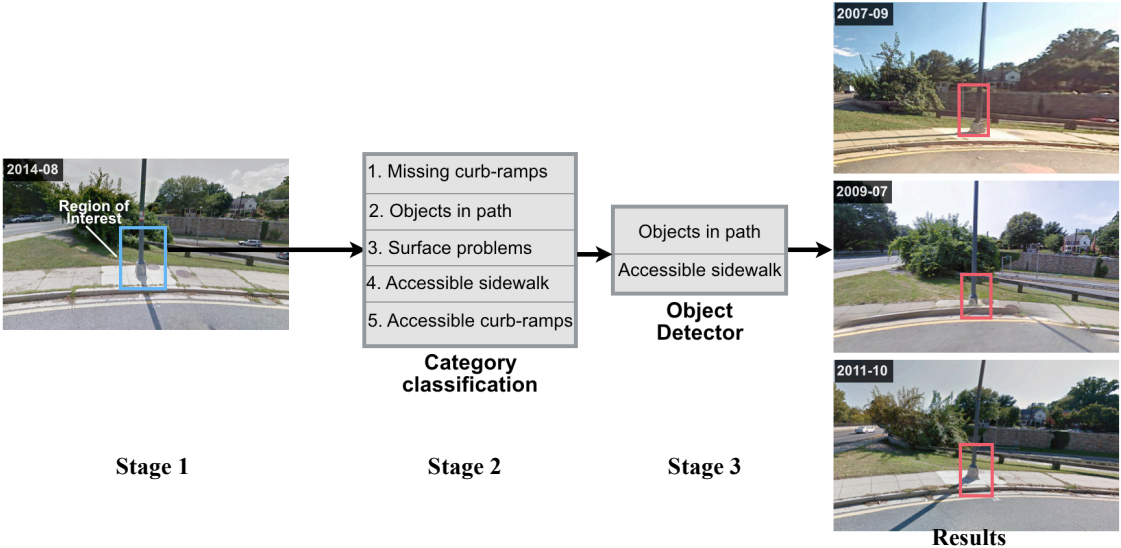 2014-08
Region of
Interest
1. Missing curb-ramps
2. Objects in path
3. Surface problems
4. Accessible sidewalk
5. Accessible curb-ramps
Category
classification
Objects in path
Accessible sidewalk
Object
Detector
2007-09
2009-07
2011-10
Stage 1
Stage 2
Stage 3
Results